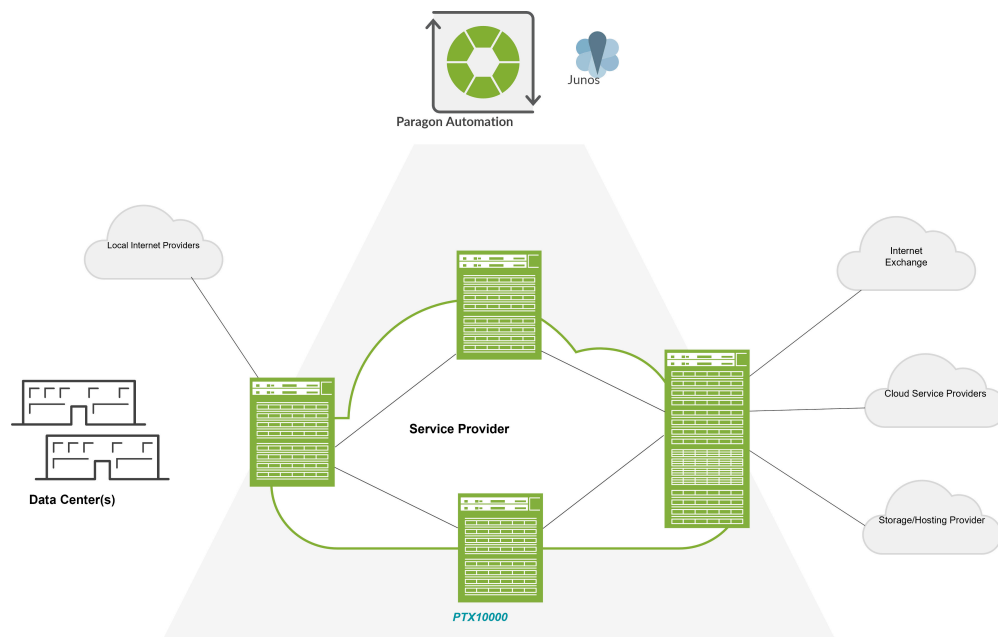 Junos
Paragon Automation
Local Internet Providers
Internet
Exchange
Cloud Service Providers
Service Provider
Data Center(s)
Storage/Hosting Provider
PTX10000